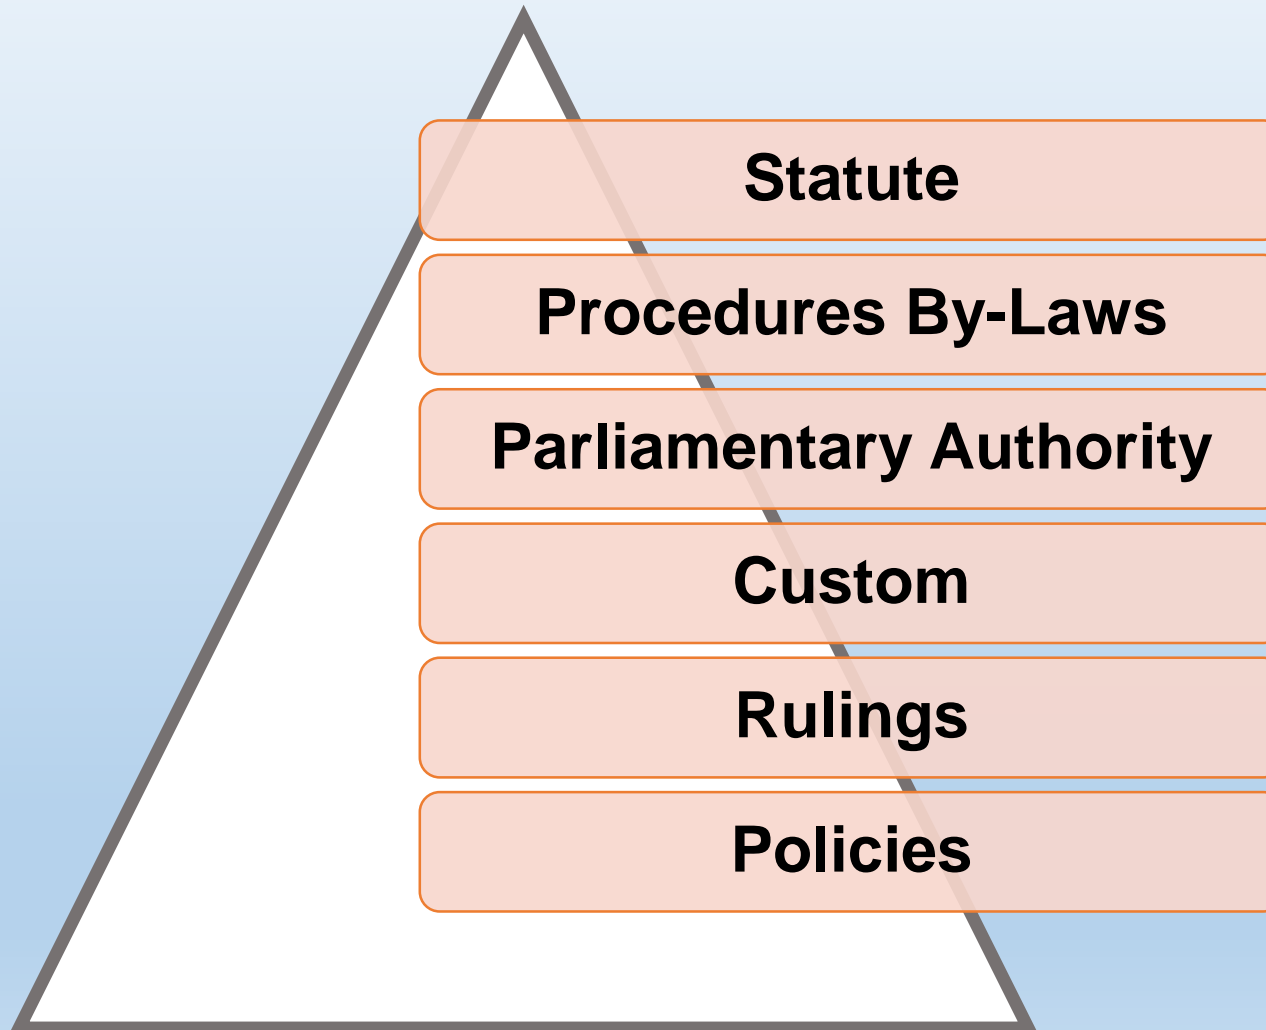 Statute
Procedures By-Laws
Parliamentary Authority
Custom
Rulings
Policies